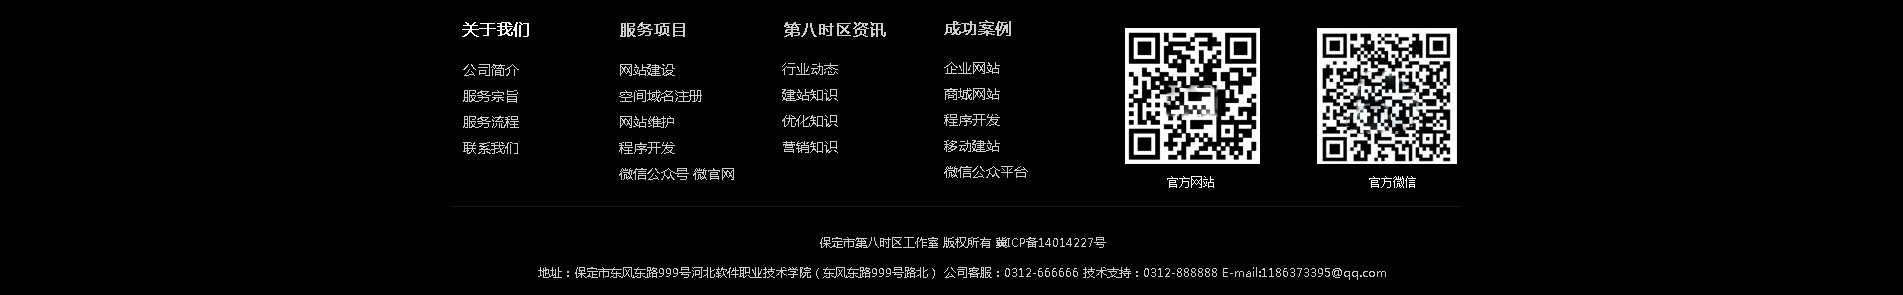 关于我们
公司简介
服务宗旨
服务流程
联系我们
服务项目
网站建设
空间域名注册
网站维护
程序开发
微信公众号 微官网
第八时区资讯
行业动态
建站知识
优化知识
营销知识
成功案例
企业网站
商城网站
程序开发
移动建站
微信公众平台
官方网站
官方微信
保定市第八时区工作室 版权所有 冀ICP备14014227号
地址：保定市东风东路999号河北软件职业技术学院（东风东路999号路北） 公司客服：0312-666666 技术支持：0312-888888 E-mail:1186373395@qq.com